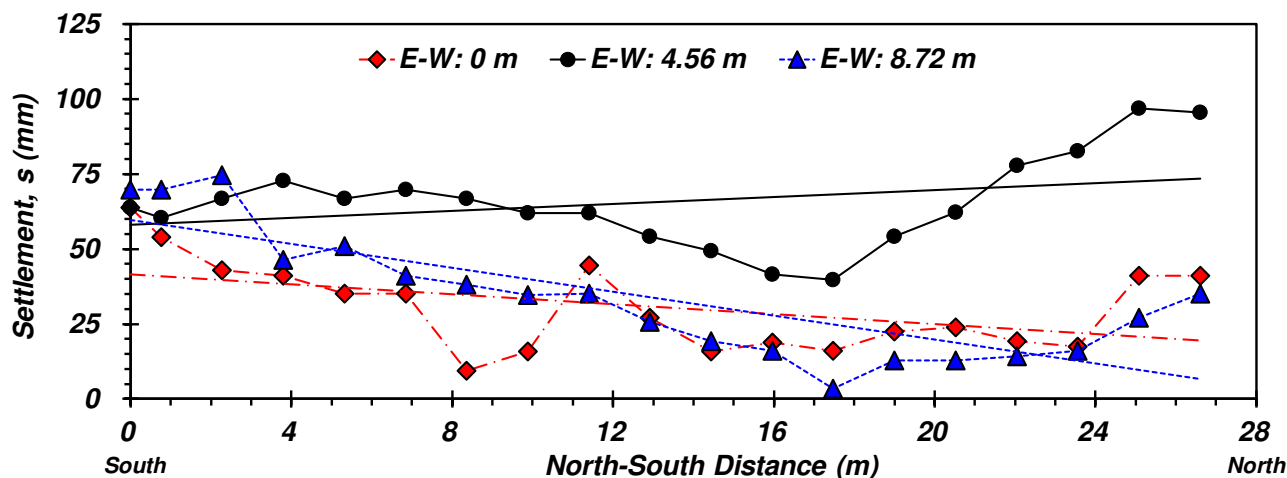 125
100
75
50
25
0
Settlement, s (mm)
E-W: 0 m E-W: 4.56 m E-W: 8.72 m
0 4 8 12 16 20 24 28
South North-South Distance (m) North